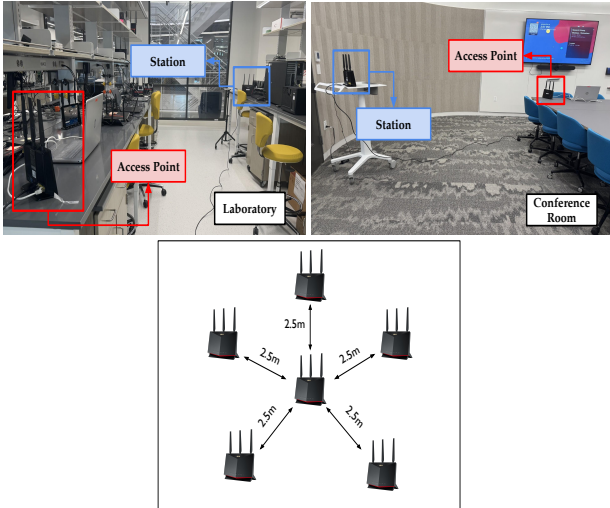 Station
Access Point
Laboratory
Access Point
Station
Conference
Room
2.5m
2.5m
2.5m
2.5m
2.5m